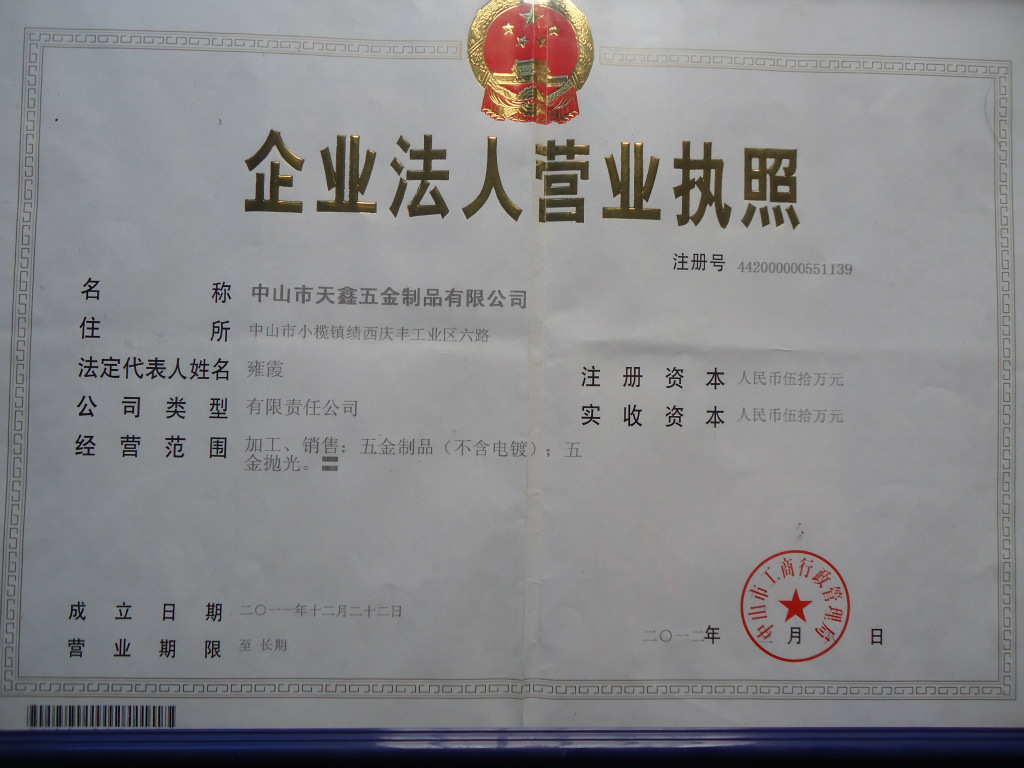 企业法人营业执照
注册号 442000000551139
名称 中山市天鑫五金制品有限公司
住所 中山市小榄镇绩西庆丰工业区六路
法定代表人姓名 雍霞
注册资本 人民币伍拾万元
公司类型 有限责任公司
实收资本 人民币伍拾万元
经营范围 加工、销售：五金制品（不含电镀）；五
金抛光。
成立日期 二〇一一年十二月二十二日
营业期限 至 长期
中山市工商行政管理局
二〇一二年 月 日